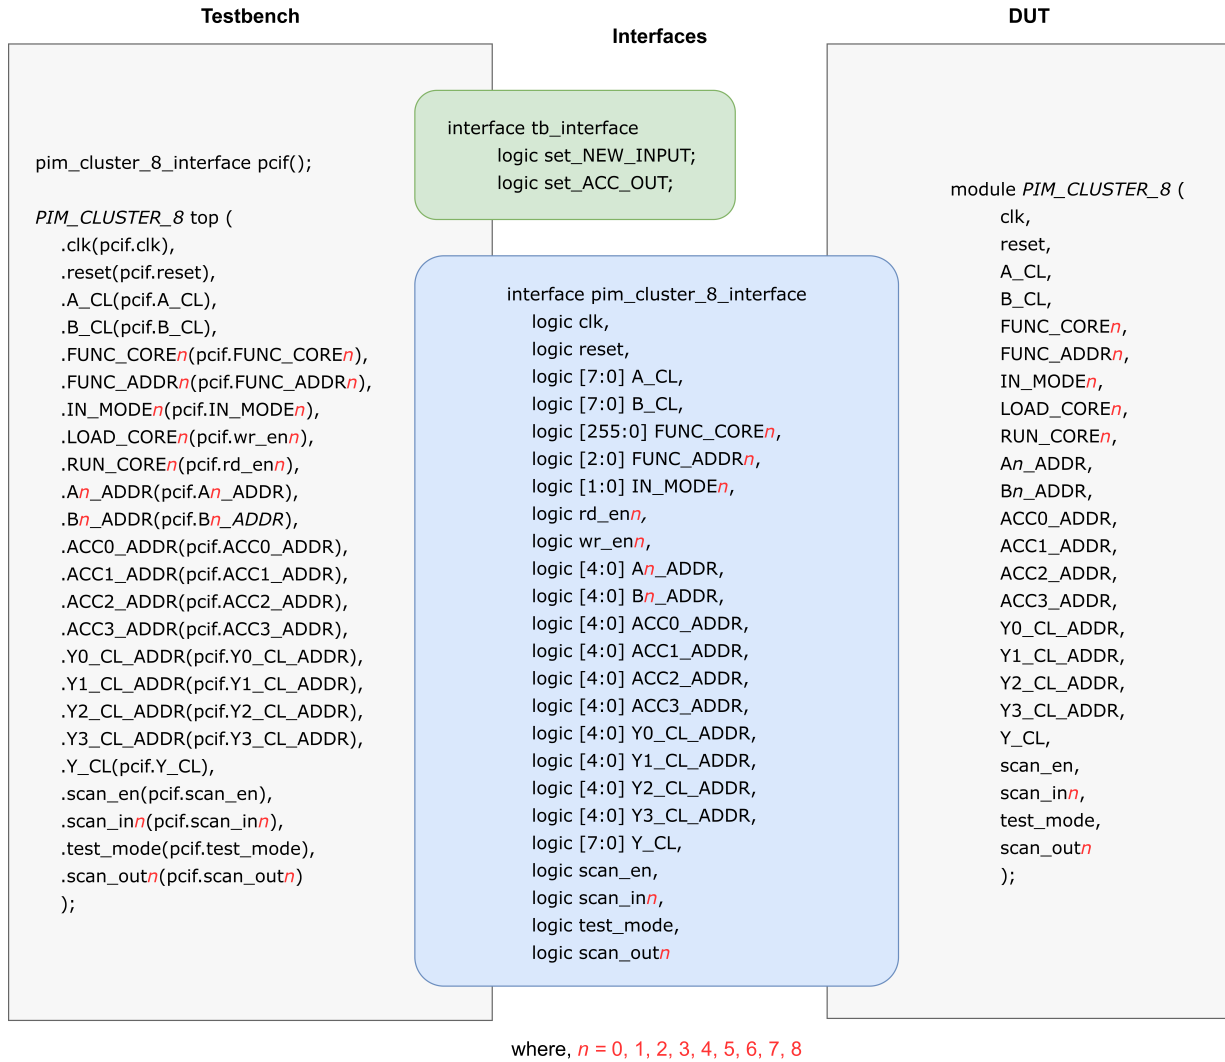 Testbench
Interfaces
DUT
pim_cluster_8_interface pcif();
PIM_CLUSTER_8 top (
.clk(pcif.clk),
.reset(pcif.reset),
.A_CL(pcif.A_CL),
.B_CL(pcif.B_CL),
.FUNC_COREn(pcif.FUNC_COREn),
.FUNC_ADDRn(pcif.FUNC_ADDRn),
.IN_MODEn(pcif.IN_MODEn),
.LOAD_COREn(pcif.wr_enn),
.RUN_COREn(pcif.rd_enn),
.An_ADDR(pcif.An_ADDR),
.Bn_ADDR(pcif.Bn_ADDR),
.ACC0_ADDR(pcif.ACC0_ADDR),
.ACC1_ADDR(pcif.ACC1_ADDR),
.ACC2_ADDR(pcif.ACC2_ADDR),
.ACC3_ADDR(pcif.ACC3_ADDR),
.Y0_CL_ADDR(pcif.Y0_CL_ADDR),
.Y1_CL_ADDR(pcif.Y1_CL_ADDR),
.Y2_CL_ADDR(pcif.Y2_CL_ADDR),
.Y3_CL_ADDR(pcif.Y3_CL_ADDR),
.Y_CL(pcif.Y_CL),
.scan_en(pcif.scan_en),
.scan_inn(pcif.scan_inn),
.test_mode(pcif.test_mode),
.scan_outn(pcif.scan_outn)
);
interface tb_interface
logic set_NEW_INPUT;
logic set_ACC_OUT;
interface pim_cluster_8_interface
logic clk,
logic reset,
logic [7:0] A_CL,
logic [7:0] B_CL,
logic [255:0] FUNC_COREn,
logic [2:0] FUNC_ADDRn,
logic [1:0] IN_MODEn,
logic rd_enn,
logic wr_enn,
logic [4:0] An_ADDR,
logic [4:0] Bn_ADDR,
logic [4:0] ACC0_ADDR,
logic [4:0] ACC1_ADDR,
logic [4:0] ACC2_ADDR,
logic [4:0] ACC3_ADDR,
logic [4:0] Y0_CL_ADDR,
logic [4:0] Y1_CL_ADDR,
logic [4:0] Y2_CL_ADDR,
logic [4:0] Y3_CL_ADDR,
logic [7:0] Y_CL,
logic scan_en,
logic scan_inn,
logic test_mode,
logic scan_outn
module PIM_CLUSTER_8 (
clk,
reset,
A_CL,
B_CL,
FUNC_COREn,
FUNC_ADDRn,
IN_MODEn,
LOAD_COREn,
RUN_COREn,
An_ADDR,
Bn_ADDR,
ACC0_ADDR,
ACC1_ADDR,
ACC2_ADDR,
ACC3_ADDR,
Y0_CL_ADDR,
Y1_CL_ADDR,
Y2_CL_ADDR,
Y3_CL_ADDR,
Y_CL,
scan_en,
scan_inn,
test_mode,
scan_outn
);
where, n = 0, 1, 2, 3, 4, 5, 6, 7, 8